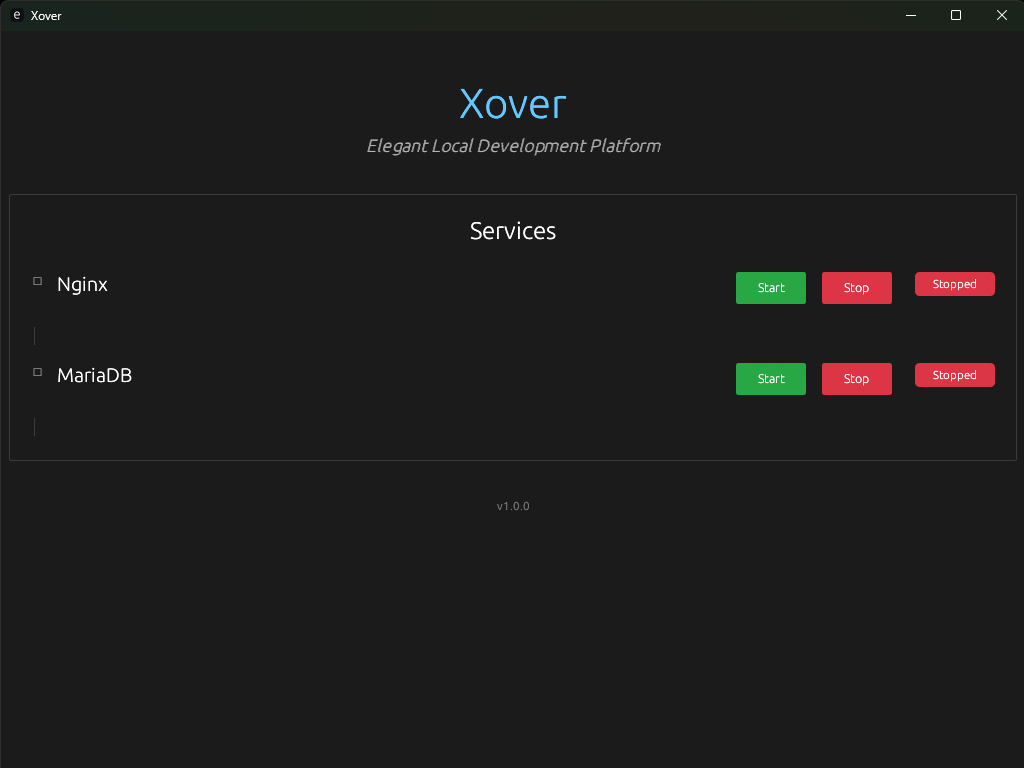 e Xover
Xover
Elegant Local Development Platform
Services
Nginx Start Stop Stopped
MariaDB Start Stop Stopped
v1.0.0